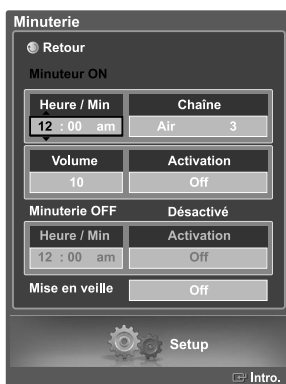 Minuterie
Retour
Minuteur ON
Heure / Min Chaîne
12 : 00 am Air 3
Volume Activation
10 Off
Minuterie OFF Désactivé
Heure / Min Activation
12 : 00 am Off
Mise en veille Off
Setup
Intro.